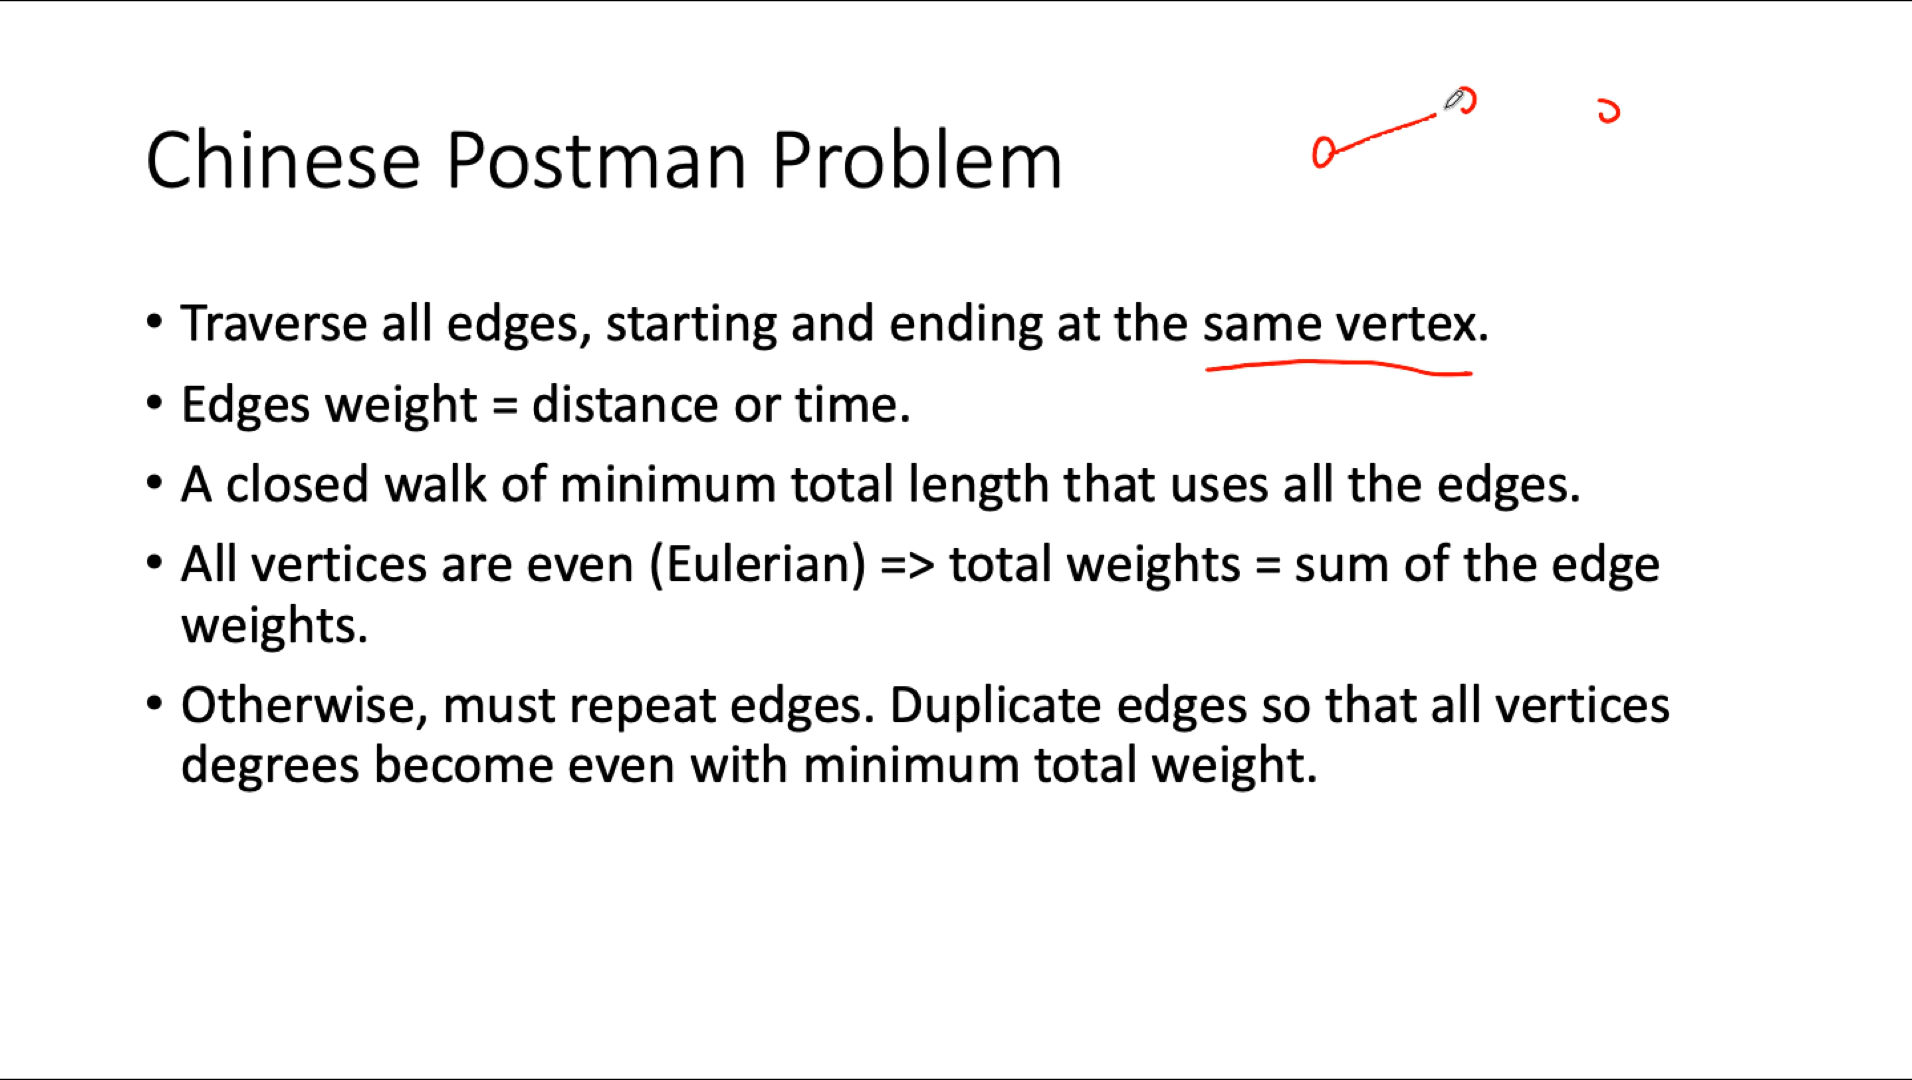 Chinese Postman Problem
• Traverse all edges, starting and ending at the same vertex.
• Edges weight = distance or time.
• A closed walk of minimum total length that uses all the edges.
• All vertices are even (Eulerian) => total weights = sum of the edge
weights.
• Otherwise, must repeat edges. Duplicate edges so that all vertices
degrees become even with minimum total weight.